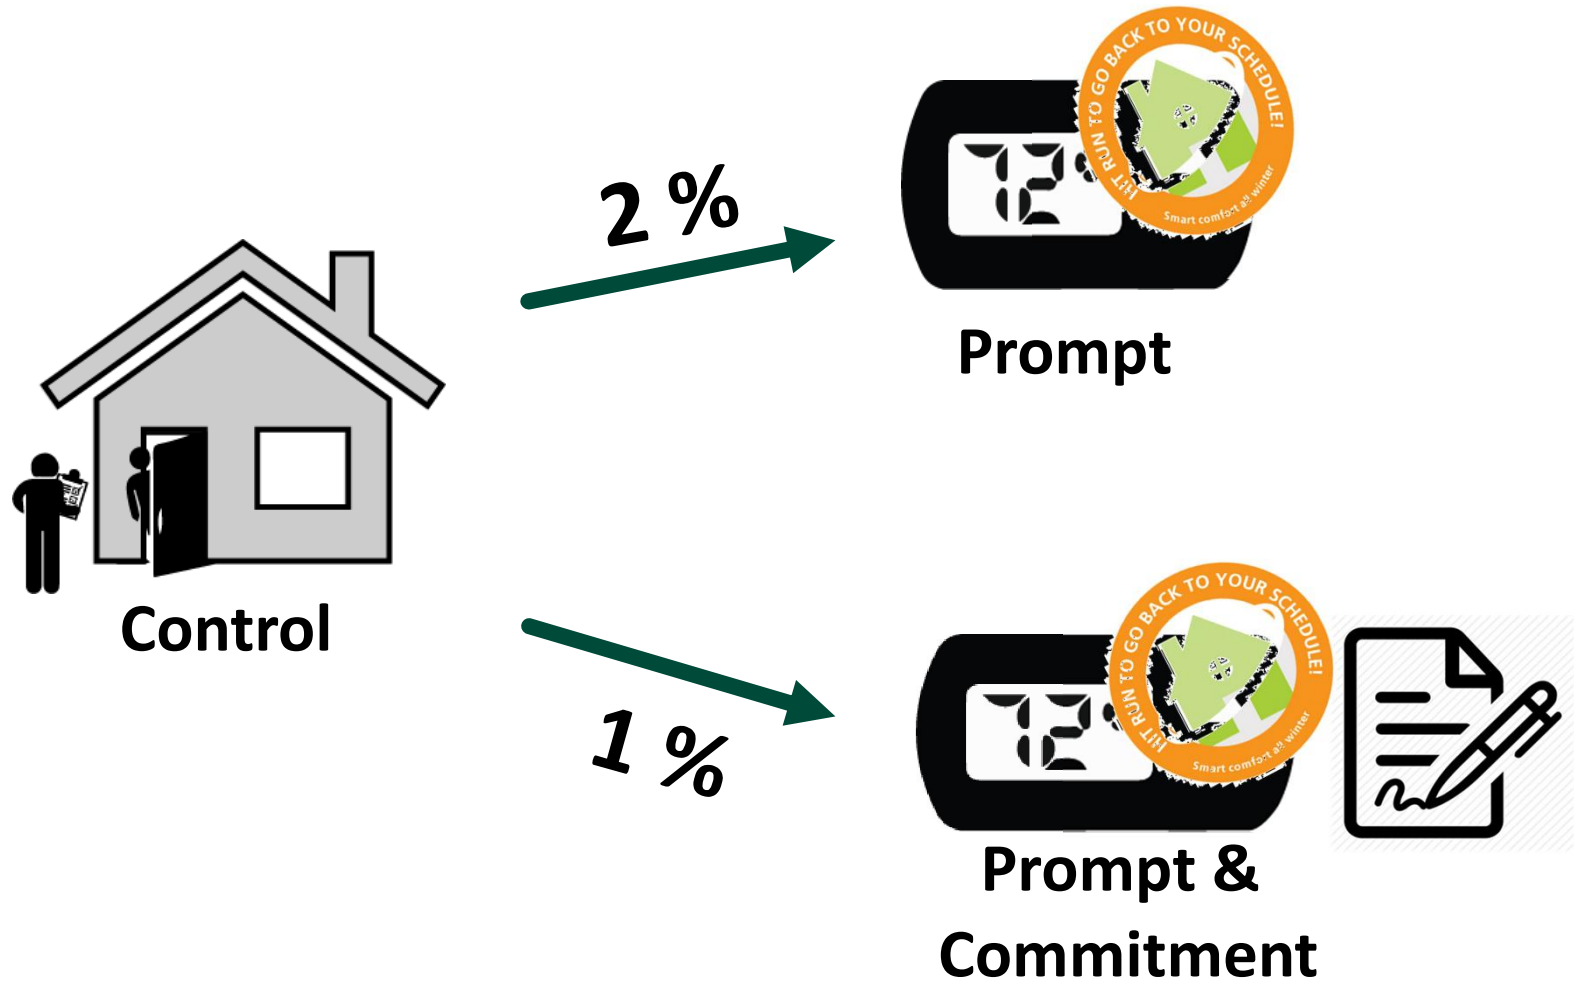 HIT RUN TO GO BACK TO YOUR SCHEDULE!
Smart comfort all winter
72°
2 %
Prompt
Control
1 %
HIT RUN TO GO BACK TO YOUR SCHEDULE!
Smart comfort all winter
72°
Prompt &
Commitment